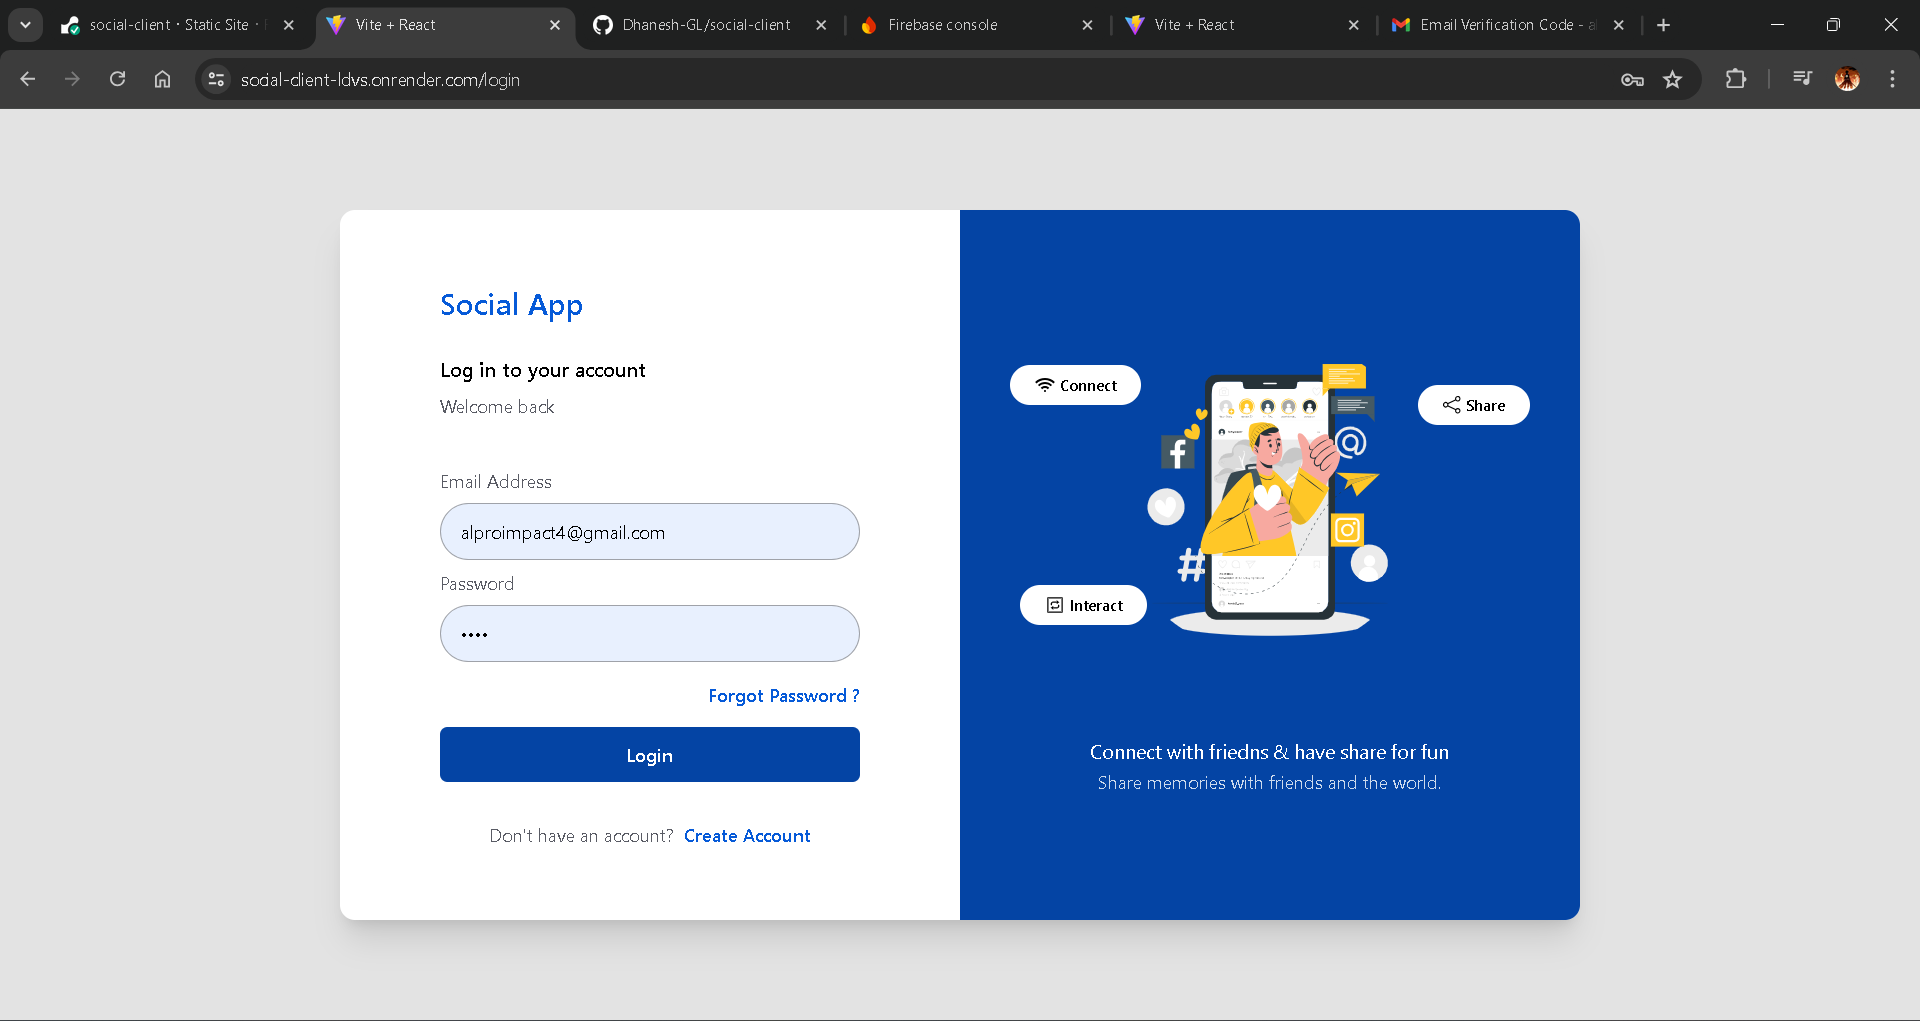 social-client · Static Site ·
Vite + React
Dhanesh-GL/social-client
Firebase console
Vite + React
Email Verification Code - a
social-client-ldvs.onrender.com/login
Social App
Log in to your account
Welcome back
Email Address
alproimpact4@gmail.com
Password
••••
Forgot Password ?
Login
Don't have an account? Create Account
Connect
Share
Interact
Connect with friedns & have share for fun
Share memories with friends and the world.